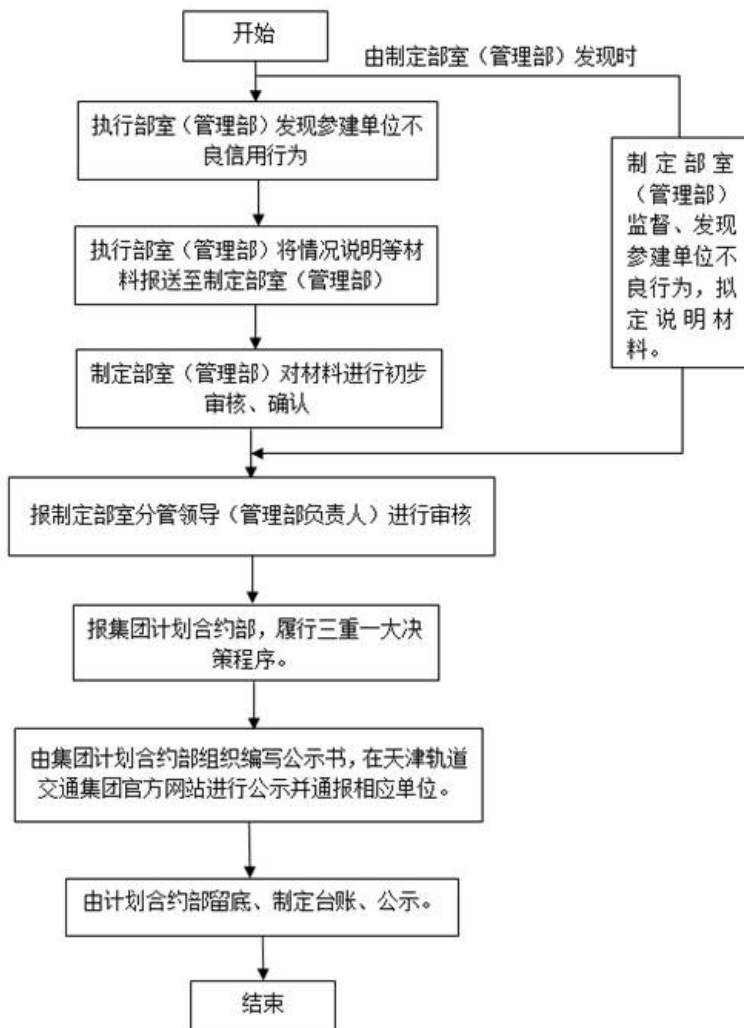 开始
由制定部室（管理部）发现时
执行部室（管理部）发现参建单位不
良信用行为
制定部室
（管理部）
监督、发现
参建单位不
良行为，拟
定说明材
料。
执行部室（管理部）将情况说明等材
料报送至制定部室（管理部）
制定部室（管理部）对材料进行初步
审核、确认
报制定部室分管领导（管理部负责人）进行审核
报集团计划合约部，履行三重一大决
策程序。
由集团计划合约部组织编写公示书，在天津轨道
交通集团官方网站进行公示并通报相应单位。
由计划合约部留底、制定台账、公示。
结束